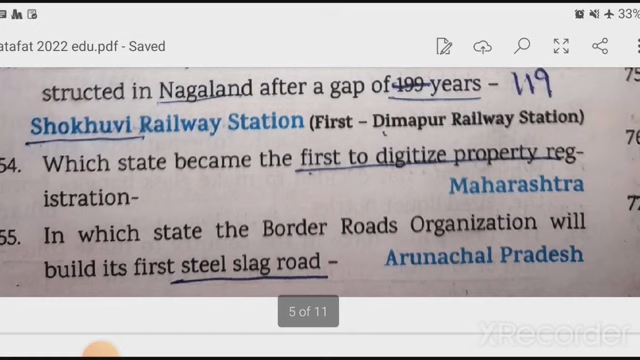 33%
atafat 2022 edu.pdf - Saved
structed in Nagaland after a gap of 199 years - 119
Shokhuvi Railway Station (First – Dimapur Railway Station)
54. Which state became the first to digitize property reg-
istration- Maharashtra
55. In which state the Border Roads Organization will
build its first steel slag road - Arunachal Pradesh
75
76
77
5 of 11
XRecorder